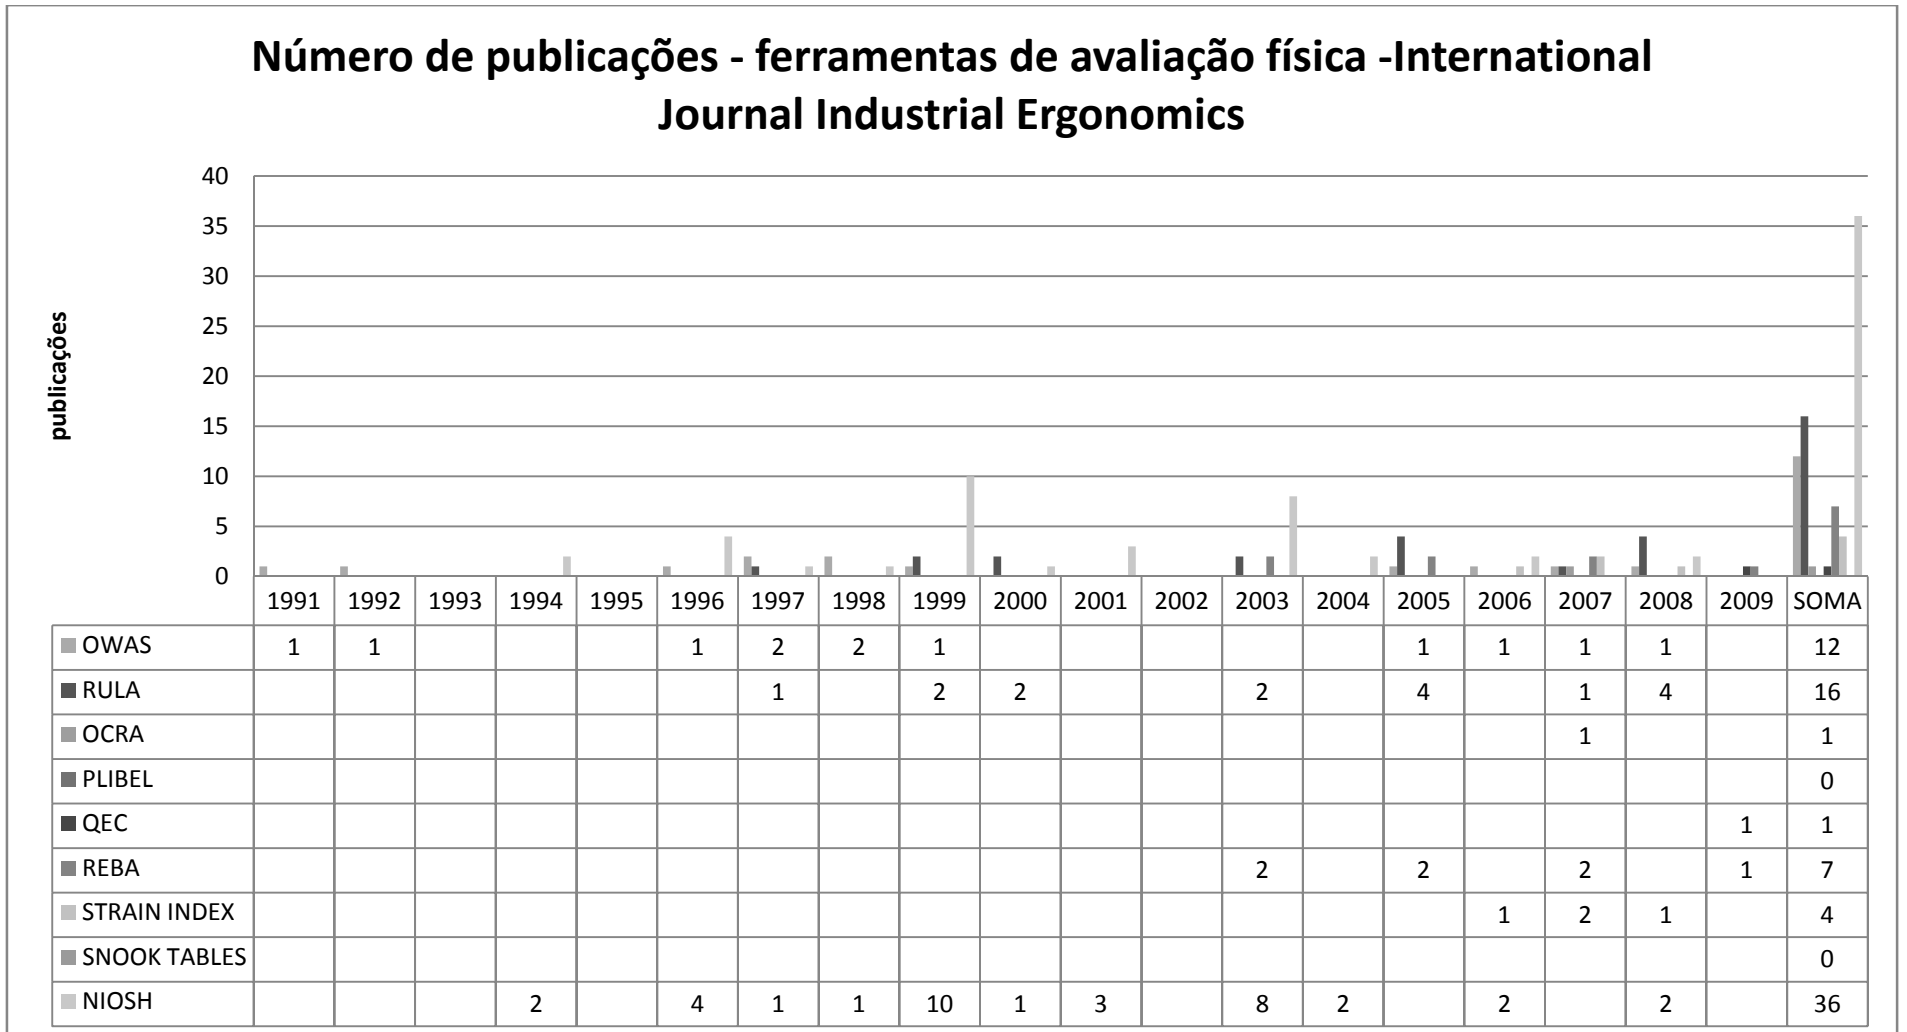 Número de publicações - ferramentas de avaliação física -International
Journal Industrial Ergonomics
publicações
40
35
30
25
20
15
10
5
0
1991 1992 1993 1994 1995 1996 1997 1998 1999 2000 2001 2002 2003 2004 2005 2006 2007 2008 2009 SOMA
OWAS 1 1 1 2 2 1 1 1 1 1 12
RULA 1 2 2 2 4 1 4 16
OCRA 1 1
PLIBEL 0
QEC 1 1
REBA 2 2 2 1 7
STRAIN INDEX 1 2 1 4
SNOOK TABLES 0
NIOSH 2 4 1 1 10 1 3 8 2 2 2 36